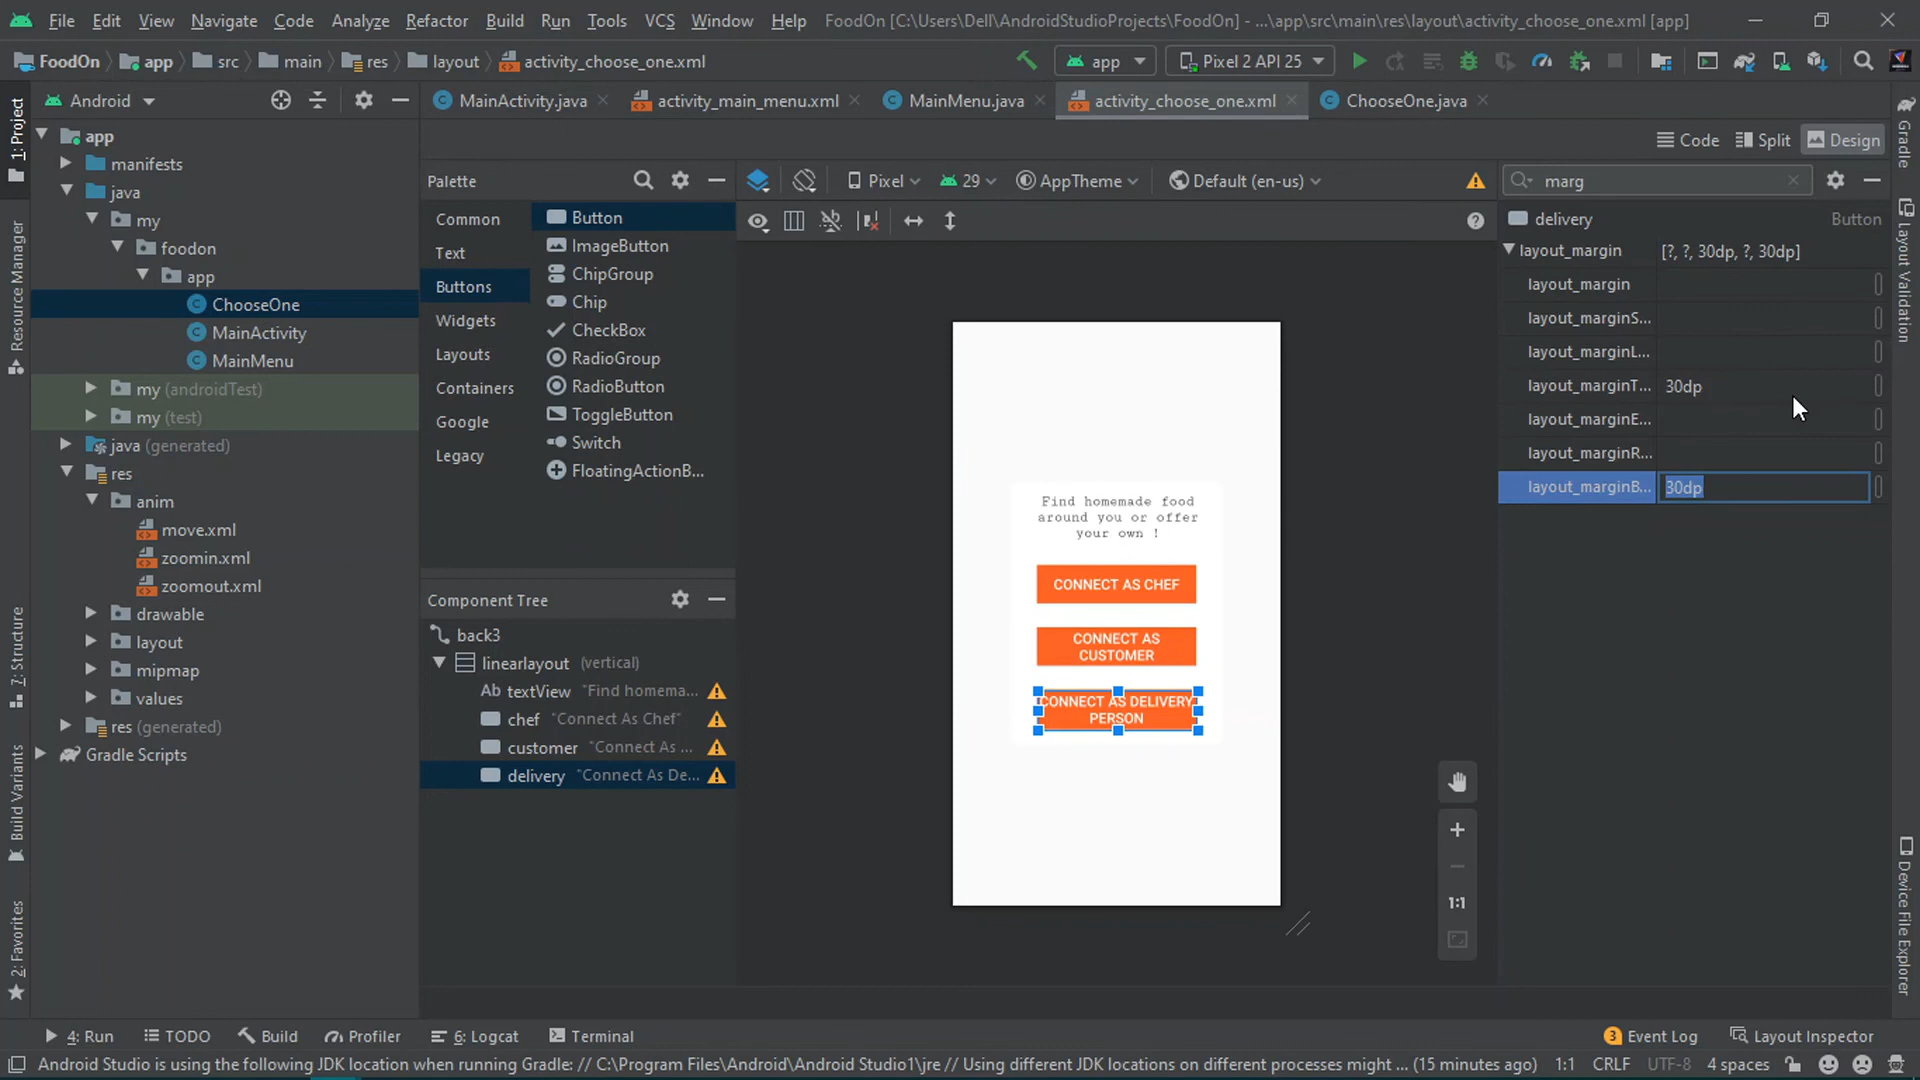 File Edit View Navigate Code Analyze Refactor Build Run Tools VCS Window Help FoodOn [C:\Users\Dell\AndroidStudioProjects\FoodOn] - ...\app\src\main\res\layout\activity_choose_one.xml [app]
FoodOn app src main res layout activity_choose_one.xml app Pixel 2 API 25
Android MainActivity.java activity_main_menu.xml MainMenu.java activity_choose_one.xml ChooseOne.java
1: Project
Resource Manager
7: Structure
Build Variants
2: Favorites
app
manifests
java
my
foodon
app
ChooseOne
MainActivity
MainMenu
my (androidTest)
my (test)
java (generated)
res
anim
move.xml
zoomin.xml
zoomout.xml
drawable
layout
mipmap
values
res (generated)
Gradle Scripts
Palette
Common
Text
Buttons
Widgets
Layouts
Containers
Google
Legacy
Button
ImageButton
ChipGroup
Chip
CheckBox
RadioGroup
RadioButton
ToggleButton
Switch
FloatingActionB...
Component Tree
back3
linearlayout (vertical)
Ab textView "Find homema...
chef "Connect As Chef"
customer "Connect As ...
delivery "Connect As De...
Code Split Design
Pixel 29 AppTheme Default (en-us)
Find homemade food
around you or offer
your own !
CONNECT AS CHEF
CONNECT AS
CUSTOMER
CONNECT AS DELIVERY
PERSON
1:1
marg
delivery Button
layout_margin [?, ?, 30dp, ?, 30dp]
layout_margin
layout_marginS...
layout_marginL...
layout_marginT... 30dp
layout_marginE...
layout_marginR...
layout_marginB... 30dp
Gradle
Layout Validation
Device File Explorer
4: Run TODO Build Profiler 6: Logcat Terminal 3 Event Log Layout Inspector
Android Studio is using the following JDK location when running Gradle: // C:\Program Files\Android\Android Studio1\jre // Using different JDK locations on different processes might ... (15 minutes ago) 1:1 CRLF UTF-8 4 spaces